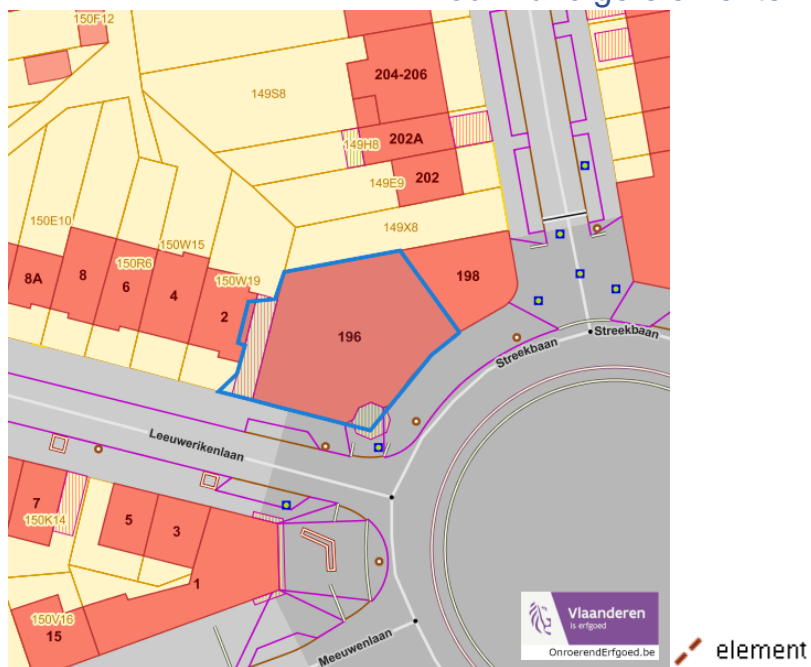 150F12
204-206
149S8
202A
149H8
202
149E9
149X8
150E10
150W15
150R6
150W19
198
8A
8
6
4
2
196
Streekbaan
Streekbaan
Leeuwerikenlaan
7
150K14
5
3
1
150V16
15
Meeuwenlaan
Vlaanderen
is erfgoed
OnroerendErfgoed.be
element